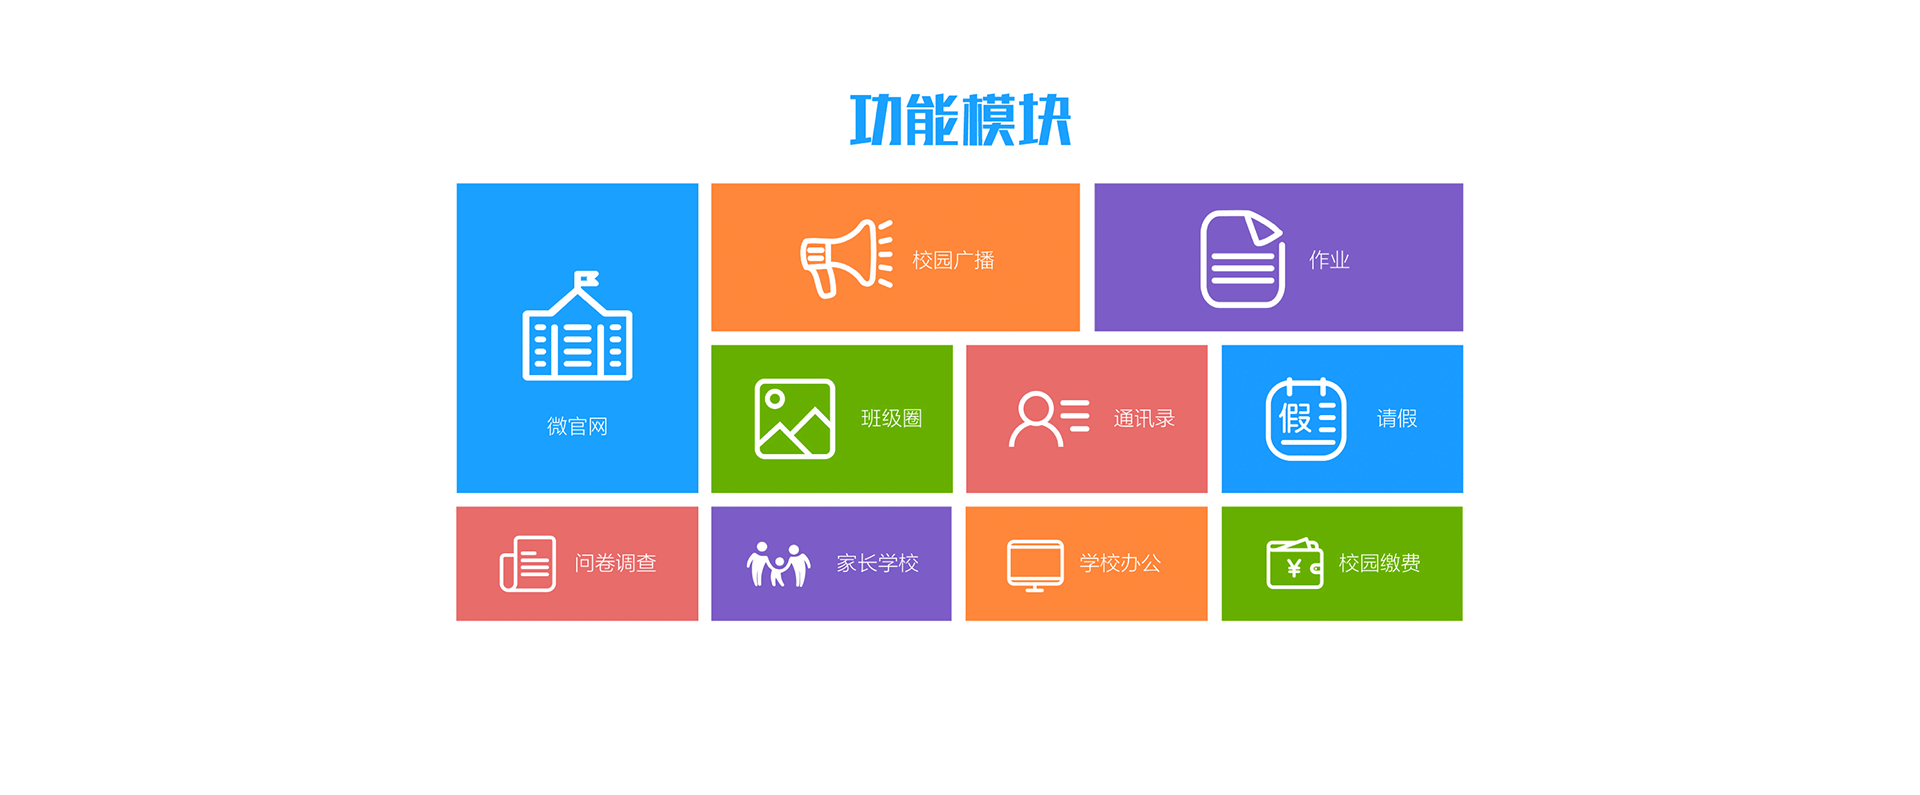 功能模块
微官网
校园广播
作业
班级圈
通讯录
假
请假
问卷调查
家长学校
学校办公
¥
校园缴费